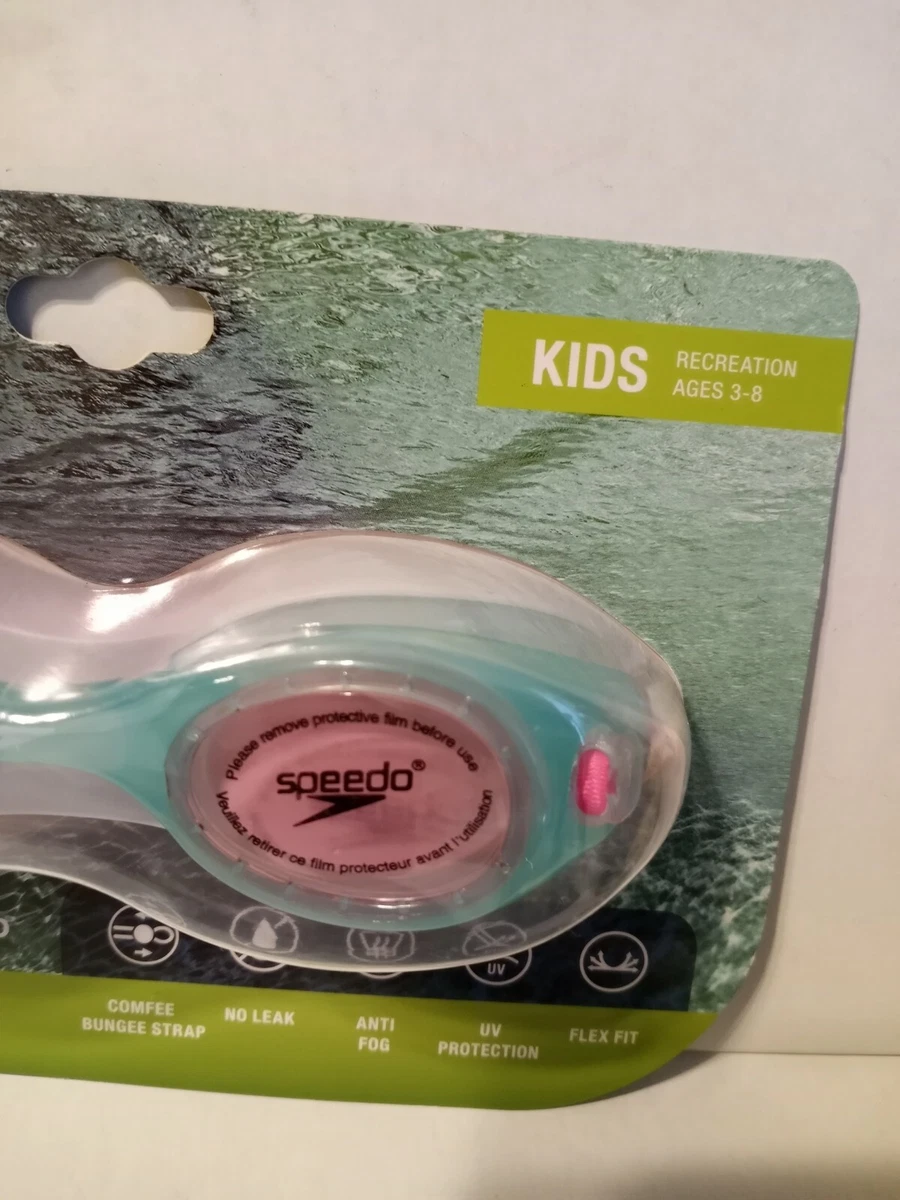 KIDS
RECREATION
AGES 3-8
Please remove protective film before use
speedo®
Veuillez retirer ce film protecteur avant l'utilisation
UV
COMFEE
BUNGEE STRAP
NO LEAK
ANTI
FOG
UV
PROTECTION
FLEX FIT